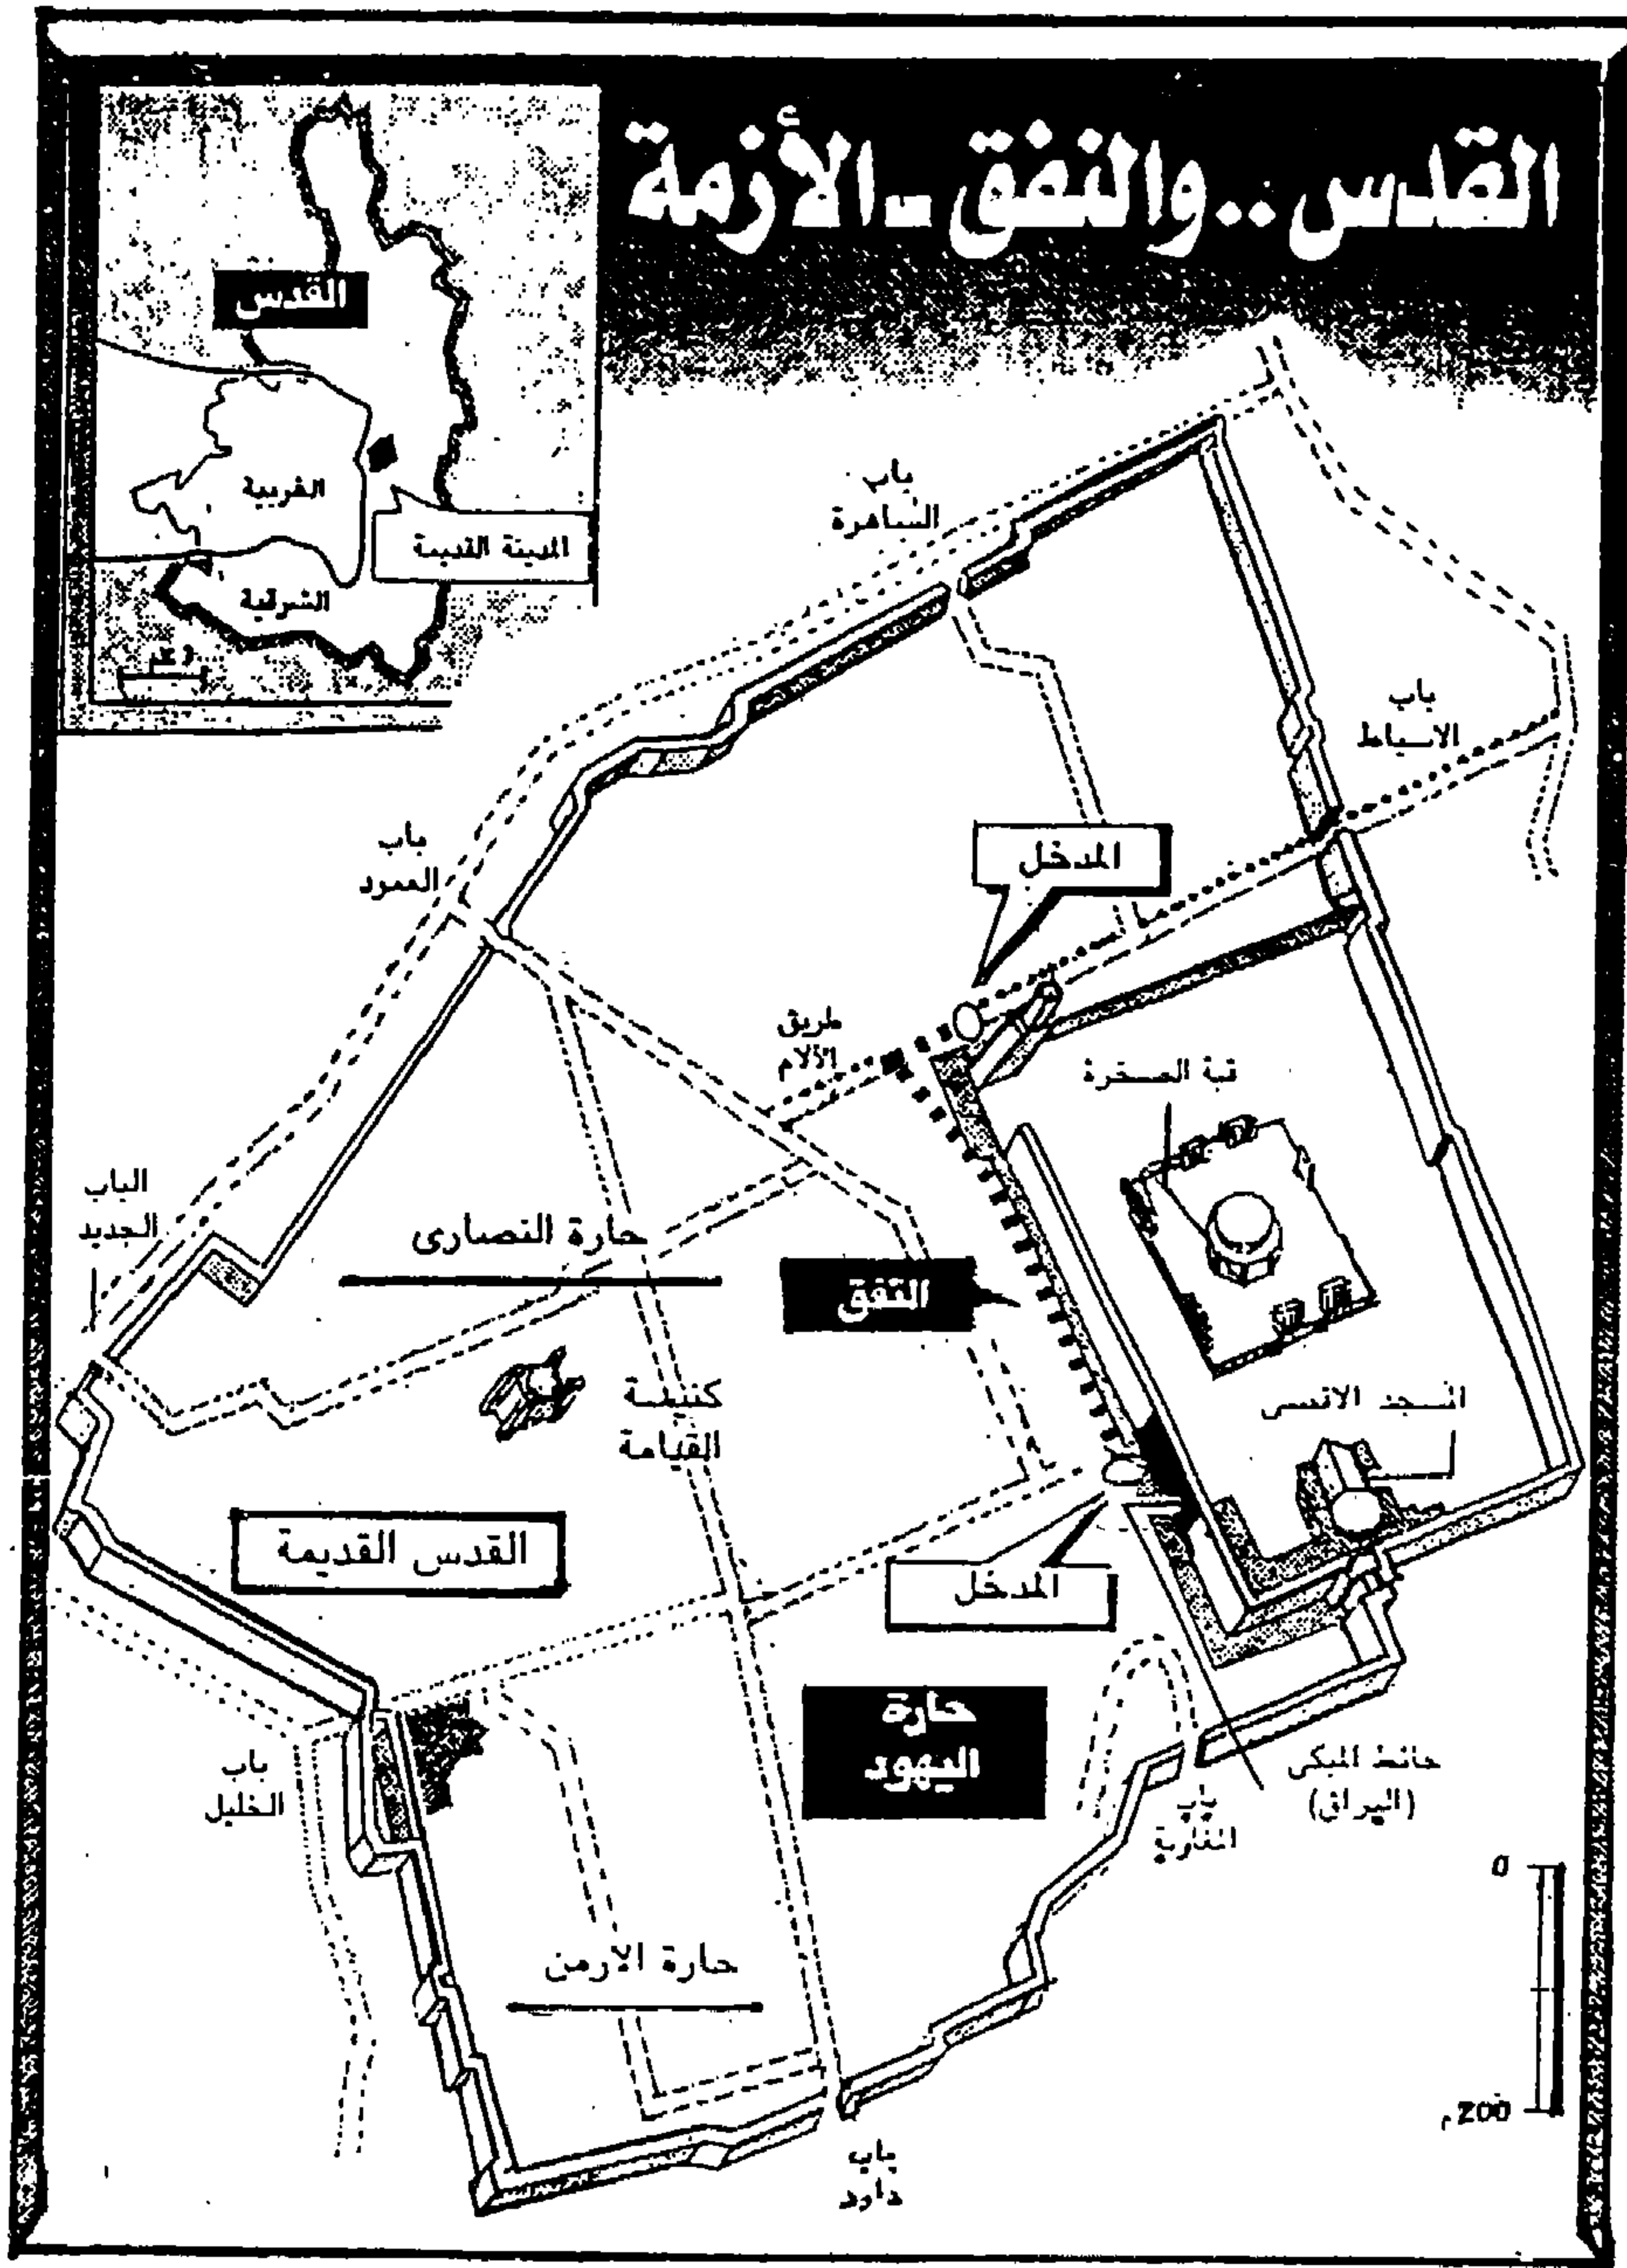 القدس .. والنفق - الأزمة
القدس
الغربية
المدينة القديمة
الشرقية
باب
الساهرة
باب
الاسباط
باب
العمود
المدخل
طريق
الآلام
قبة الصخرة
الباب
الجديد
حارة النصارى
النفق
كنيسة
القيامة
المسجد الاقصى
القدس القديمة
المدخل
حارة
اليهود
باب
الخليل
حائط المبكى
(البراق)
باب
المغاربة
حارة الارمن
0
200م
باب
داود